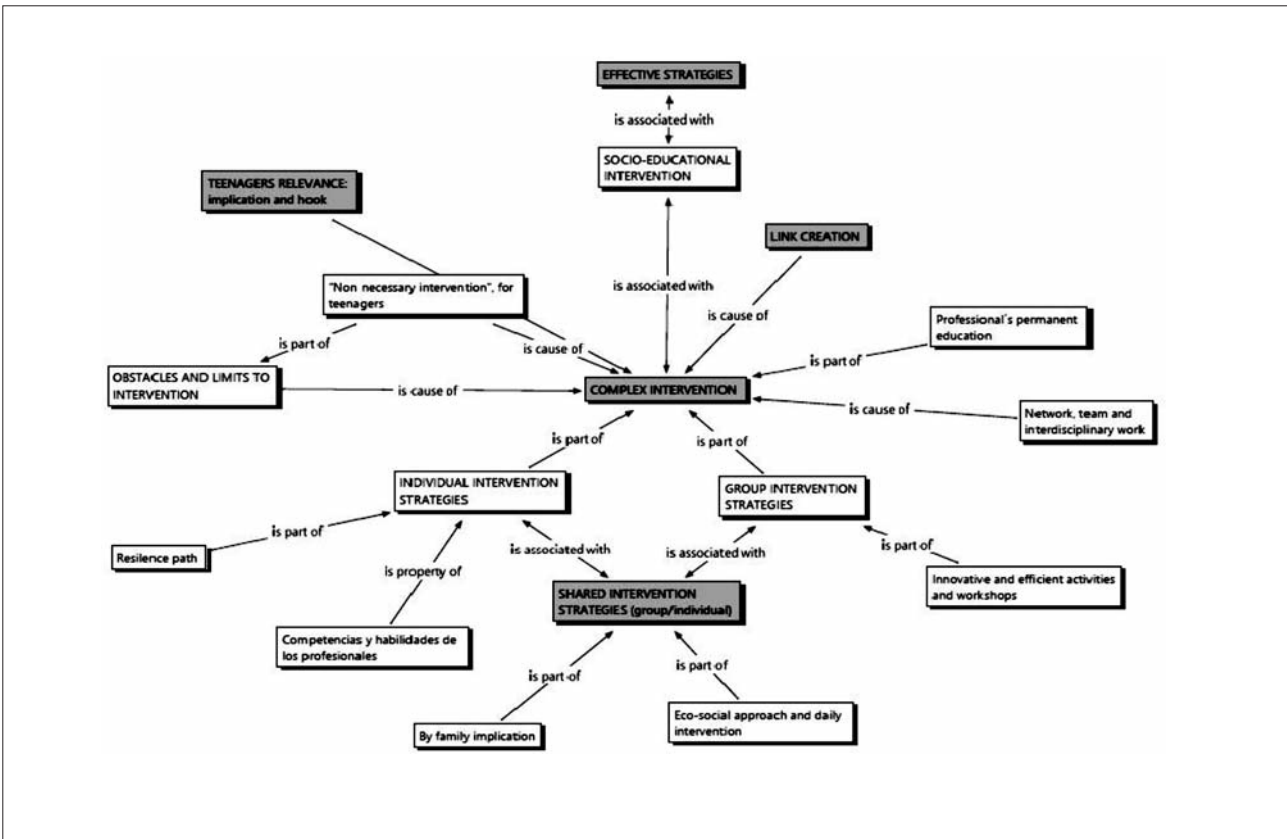 EFFECTIVE STRATEGIES
is associated with
SOCIO-EDUCATIONAL
INTERVENTION
TEENAGERS RELEVANCE:
implication and hook
LINK CREATION
"Non necessary intervention", for
teenagers
is associated with
is cause of
Professional's permanent
education
is part of
is cause of
is part of
OBSTACLES AND LIMITS TO
INTERVENTION
is cause of
COMPLEX INTERVENTION
is cause of
Network, team and
interdisciplinary work
is part of
is part of
INDIVIDUAL INTERVENTION
STRATEGIES
GROUP INTERVENTION
STRATEGIES
is part of
Resilence path
is associated with
is associated with
is part of
is property of
Innovative and efficient activities
and workshops
SHARED INTERVENTION
STRATEGIES (group/individual)
Competencias y habilidades de
los profesionales
is part of
is part of
By family implication
Eco-social approach and daily
intervention